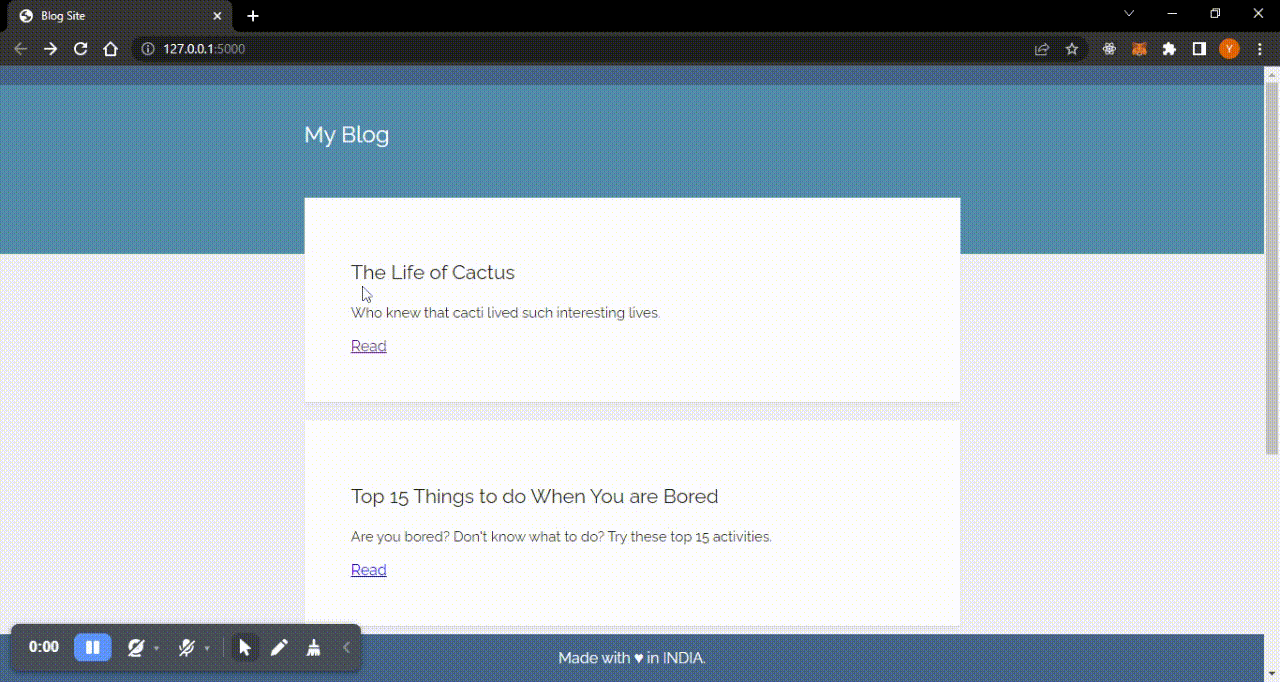 Blog Site
127.0.0.1:5000
Y
My Blog
The Life of Cactus
Who knew that cacti lived such interesting lives.
Read
Top 15 Things to do When You are Bored
Are you bored? Don't know what to do? Try these top 15 activities.
Read
0:00
Made with ♥ in INDIA.